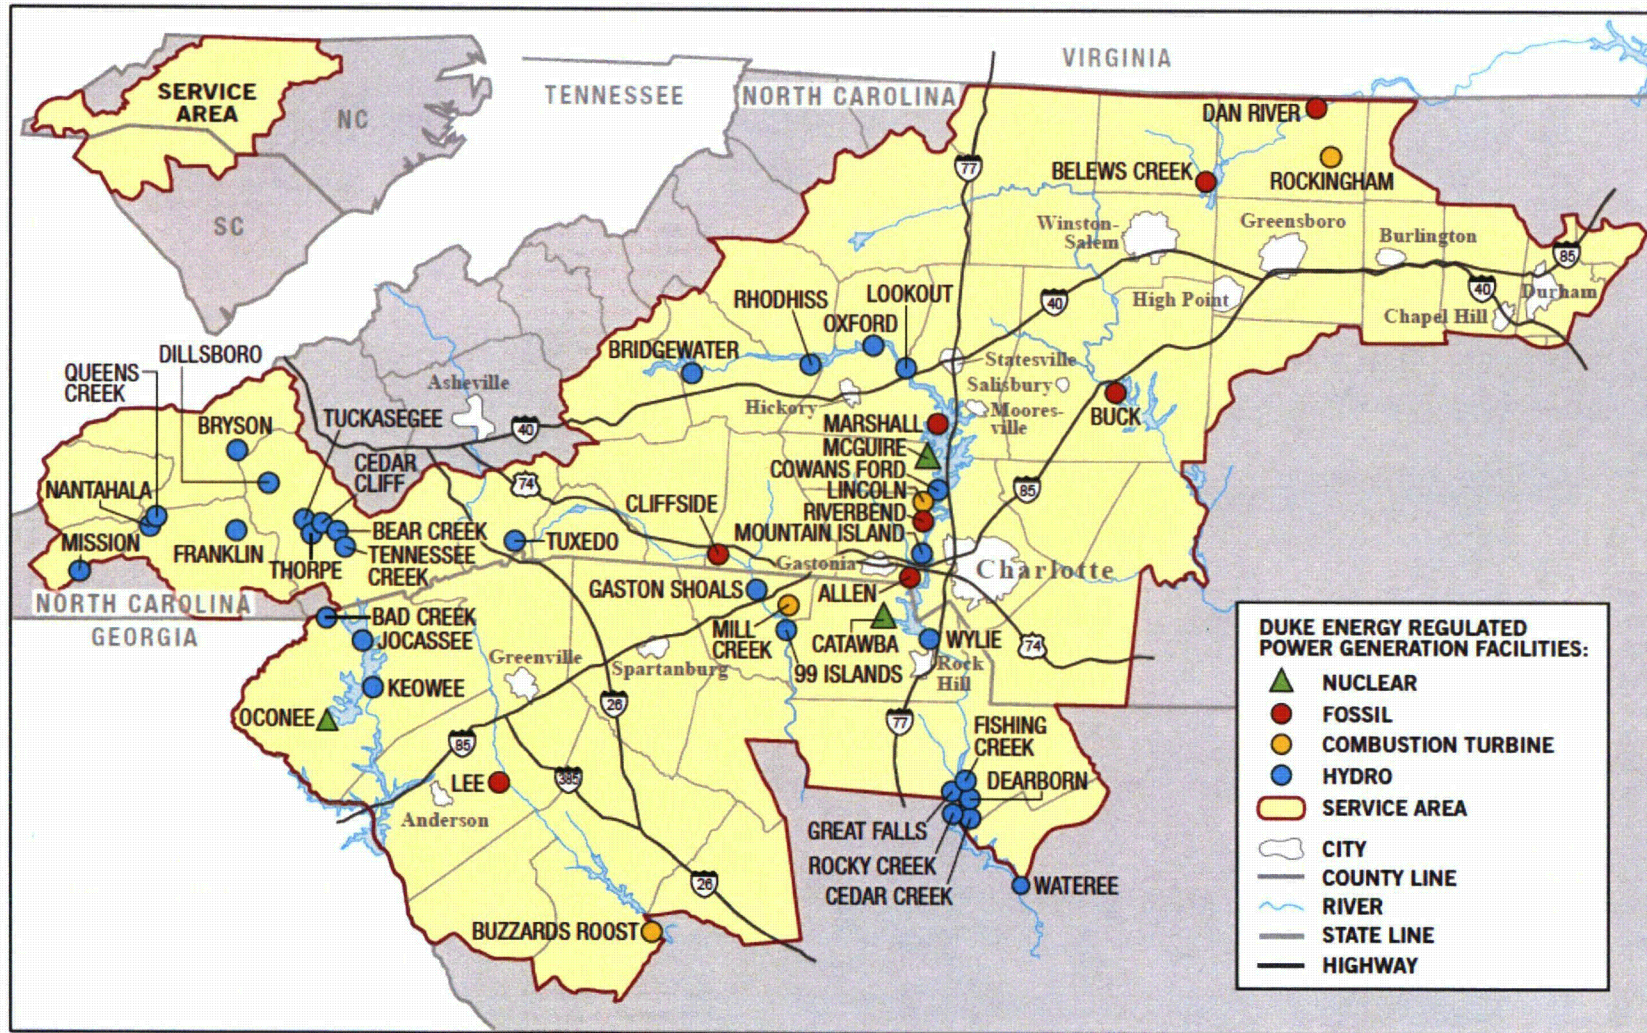 VIRGINIA
SERVICE
AREA
TENNESSEE
NORTH CAROLINA
NC
SC
DAN RIVER
BELEWS CREEK
ROCKINGHAM
77
Winston-
Salem
Greensboro
Burlington
85
High Point
40
40
Durham
Chapel Hill
RHODHISS
LOOKOUT
OXFORD
BRIDGEWATER
Statesville
Salisbury
Hickory
Moores-
ville
BUCK
QUEENS
CREEK
DILLSBORO
Asheville
BRYSON
TUCKASEGEE
40
CEDAR
CLIFF
74
NANTAHALA
MISSION
FRANKLIN
THORPE
BEAR CREEK
TENNESSEE
CREEK
TUXEDO
CLIFFSIDE
MARSHALL
MCGUIRE
COWANS FORD
LINCOLN
RIVERBEND
MOUNTAIN ISLAND
85
Gastonia
Charlotte
NORTH CAROLINA
GEORGIA
BAD CREEK
JOCASSEE
KEOWEE
OCONEE
GASTON SHOALS
ALLEN
MILL
CREEK
CATAWBA
WYLIE
99 ISLANDS
Rock
Hill
74
Greenville
Spartanburg
26
77
85
LEE
385
Anderson
FISHING
CREEK
DEARBORN
GREAT FALLS
ROCKY CREEK
CEDAR CREEK
WATEREE
26
BUZZARDS ROOST
DUKE ENERGY REGULATED
POWER GENERATION FACILITIES:
NUCLEAR
FOSSIL
COMBUSTION TURBINE
HYDRO
SERVICE AREA
CITY
COUNTY LINE
RIVER
STATE LINE
HIGHWAY